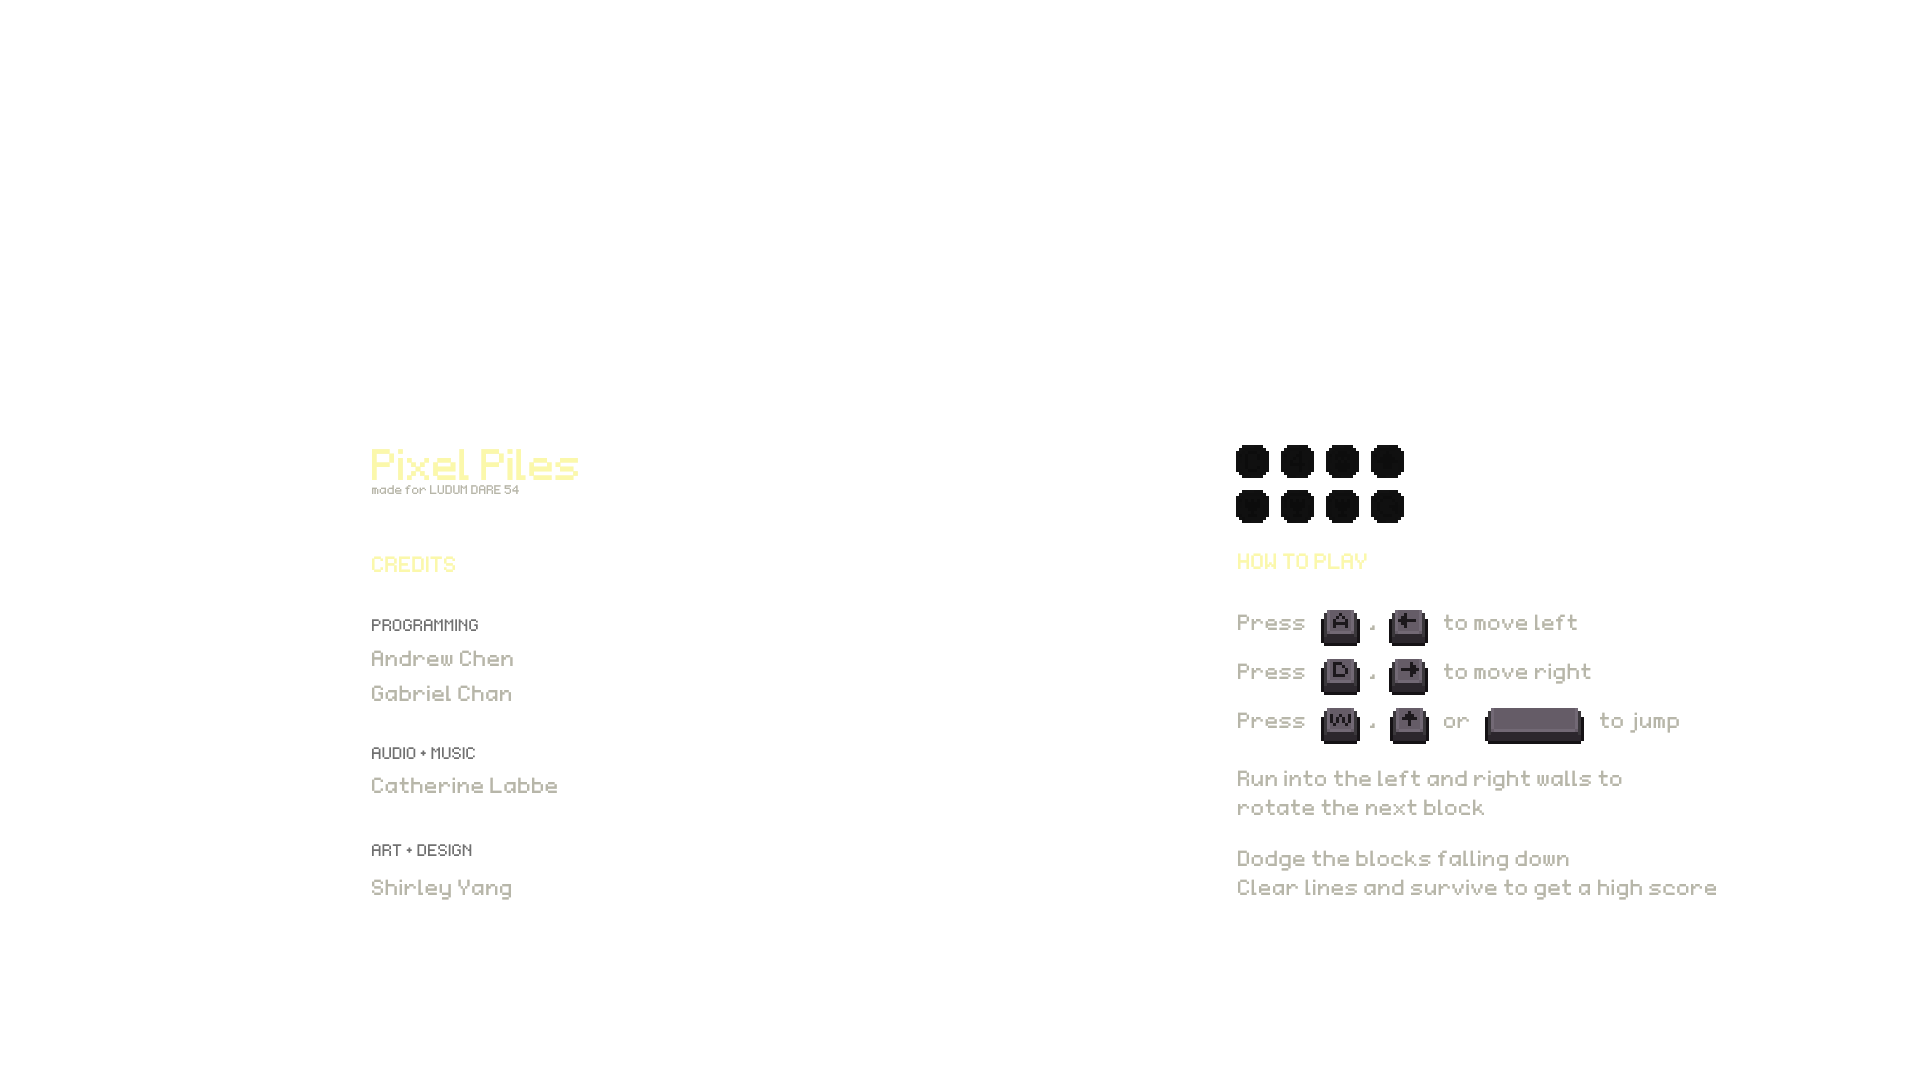 Pixel Piles
made for LUDUM DARE 54
CREDITS
PROGRAMMING
Andrew Chen
Gabriel Chan
AUDIO + MUSIC
Catherine Labbe
ART + DESIGN
Shirley Yang
HOW TO PLAY
Press A , ← to move left
Press D , → to move right
Press W , ↑ or to jump
Run into the left and right walls to
rotate the next block
Dodge the blocks falling down
Clear lines and survive to get a high score